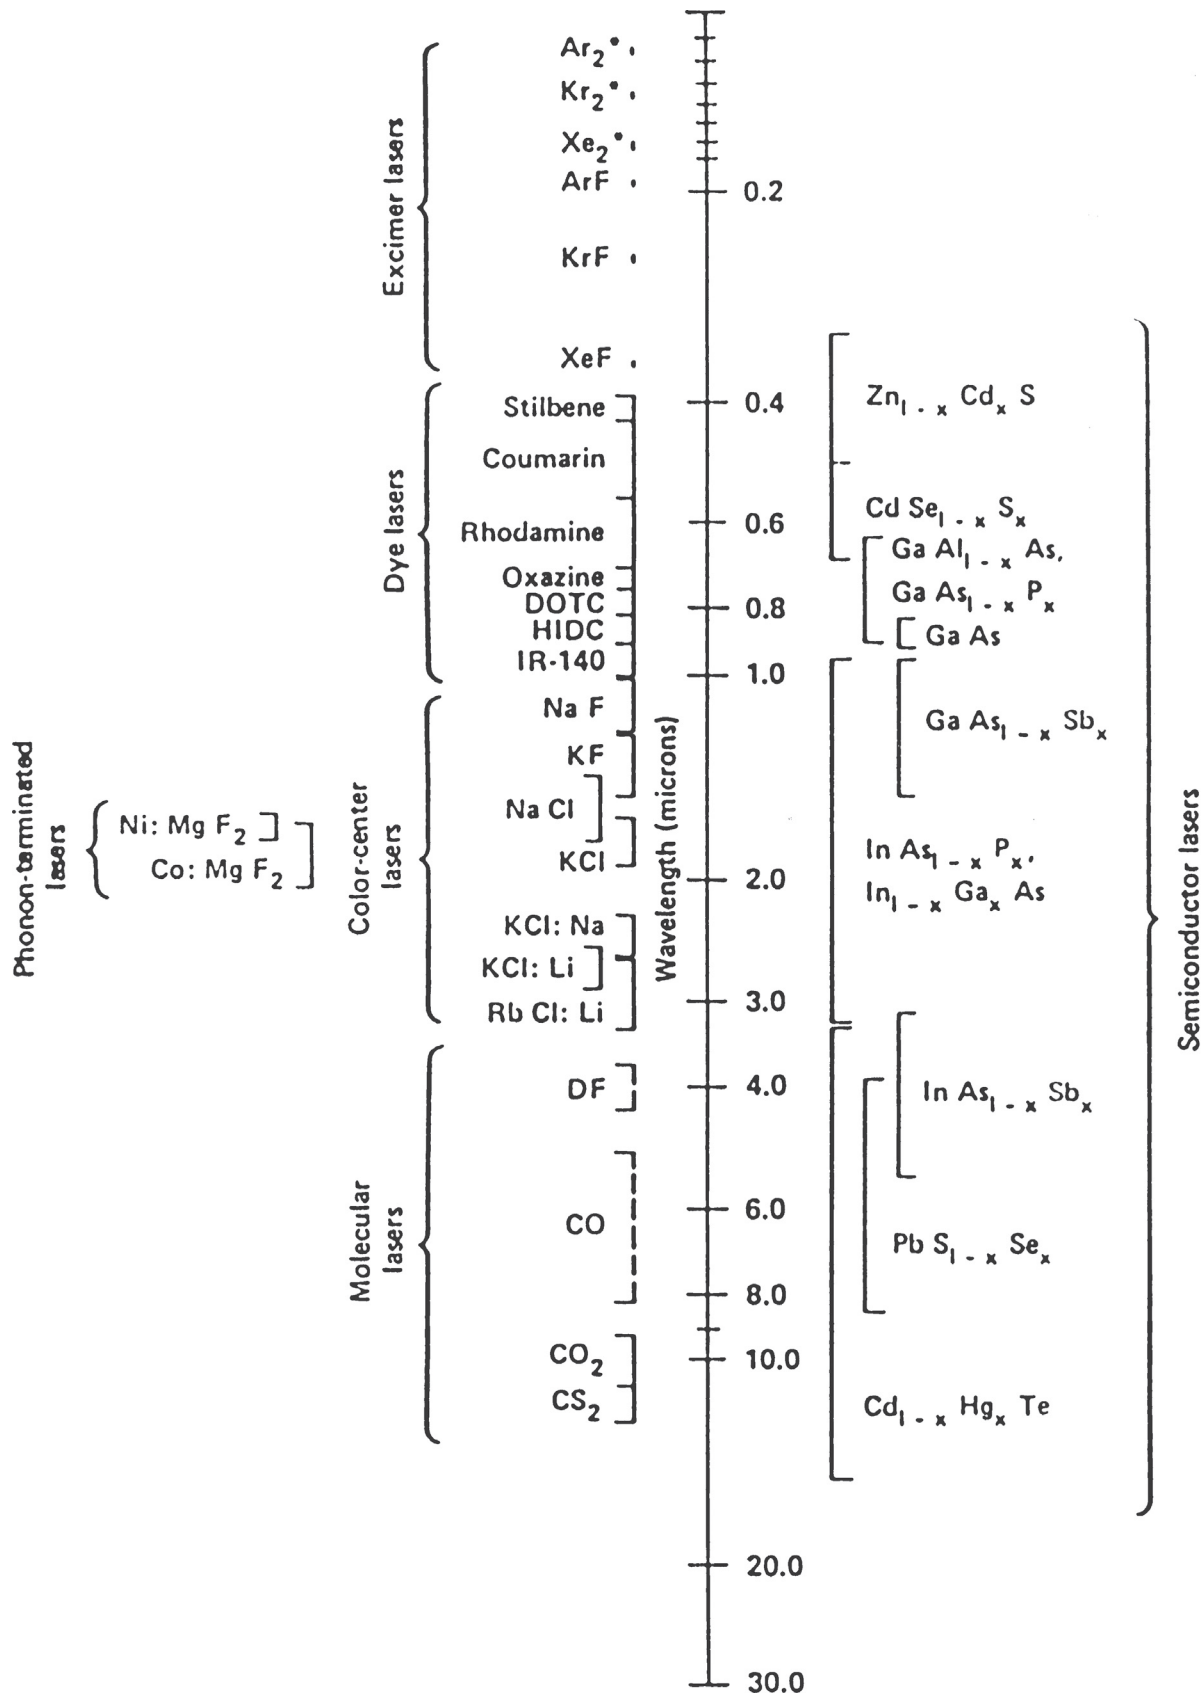 Phonon-terminated
lasers
Ni: Mg F₂
Co: Mg F₂
Excimer lasers
Ar₂*
Kr₂*
Xe₂*
ArF
KrF
XeF
Dye lasers
Stilbene
Coumarin
Rhodamine
Oxazine
DOTC
HIDC
IR-140
Color-center
lasers
Na F
KF
Na Cl
KCl
KCl: Na
KCl: Li
Rb Cl: Li
Molecular
lasers
DF
CO
CO₂
CS₂
Wavelength (microns)
0.2
0.4
0.6
0.8
1.0
2.0
3.0
4.0
6.0
8.0
10.0
20.0
30.0
Zn₁₋ₓ Cdₓ S
Cd Se₁₋ₓ Sₓ
Ga Al₁₋ₓ As,
Ga As₁₋ₓ Pₓ
Ga As
Ga As₁₋ₓ Sbₓ
In As₁₋ₓ Pₓ,
In₁₋ₓ Gaₓ As
In As₁₋ₓ Sbₓ
Pb S₁₋ₓ Seₓ
Cd₁₋ₓ Hgₓ Te
Semiconductor lasers